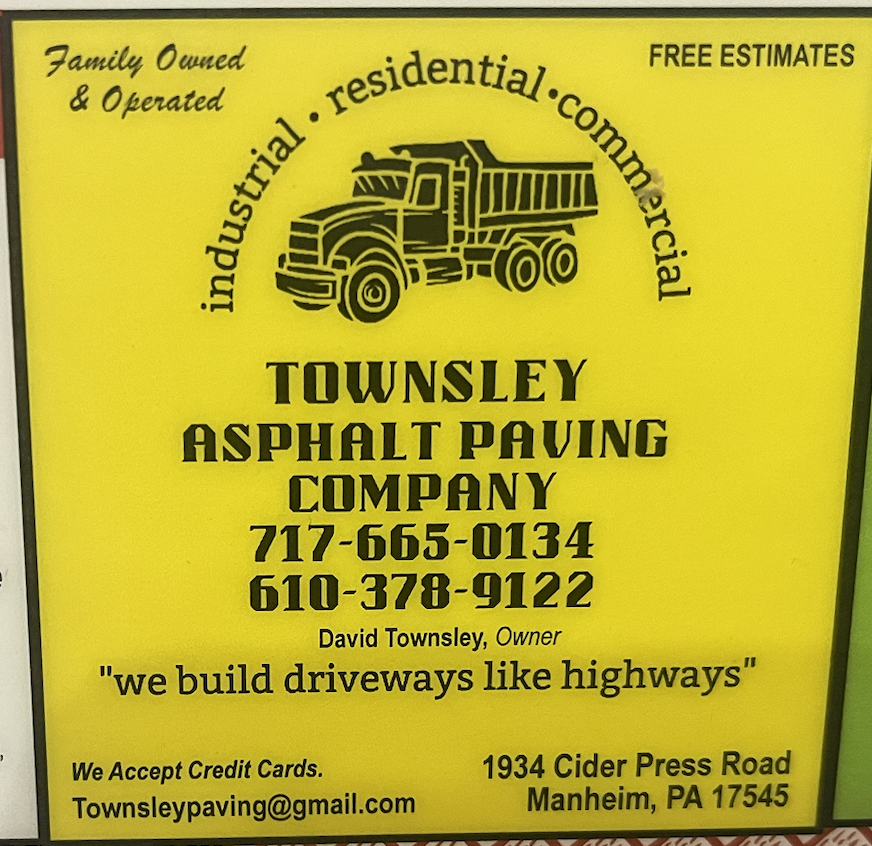 Family Owned
& Operated
FREE ESTIMATES
industrial • residential • commercial
TOWNSLEY
ASPHALT PAVING
COMPANY
717-665-0134
610-378-9122
David Townsley, Owner
"we build driveways like highways"
We Accept Credit Cards.
Townsleypaving@gmail.com
1934 Cider Press Road
Manheim, PA 17545